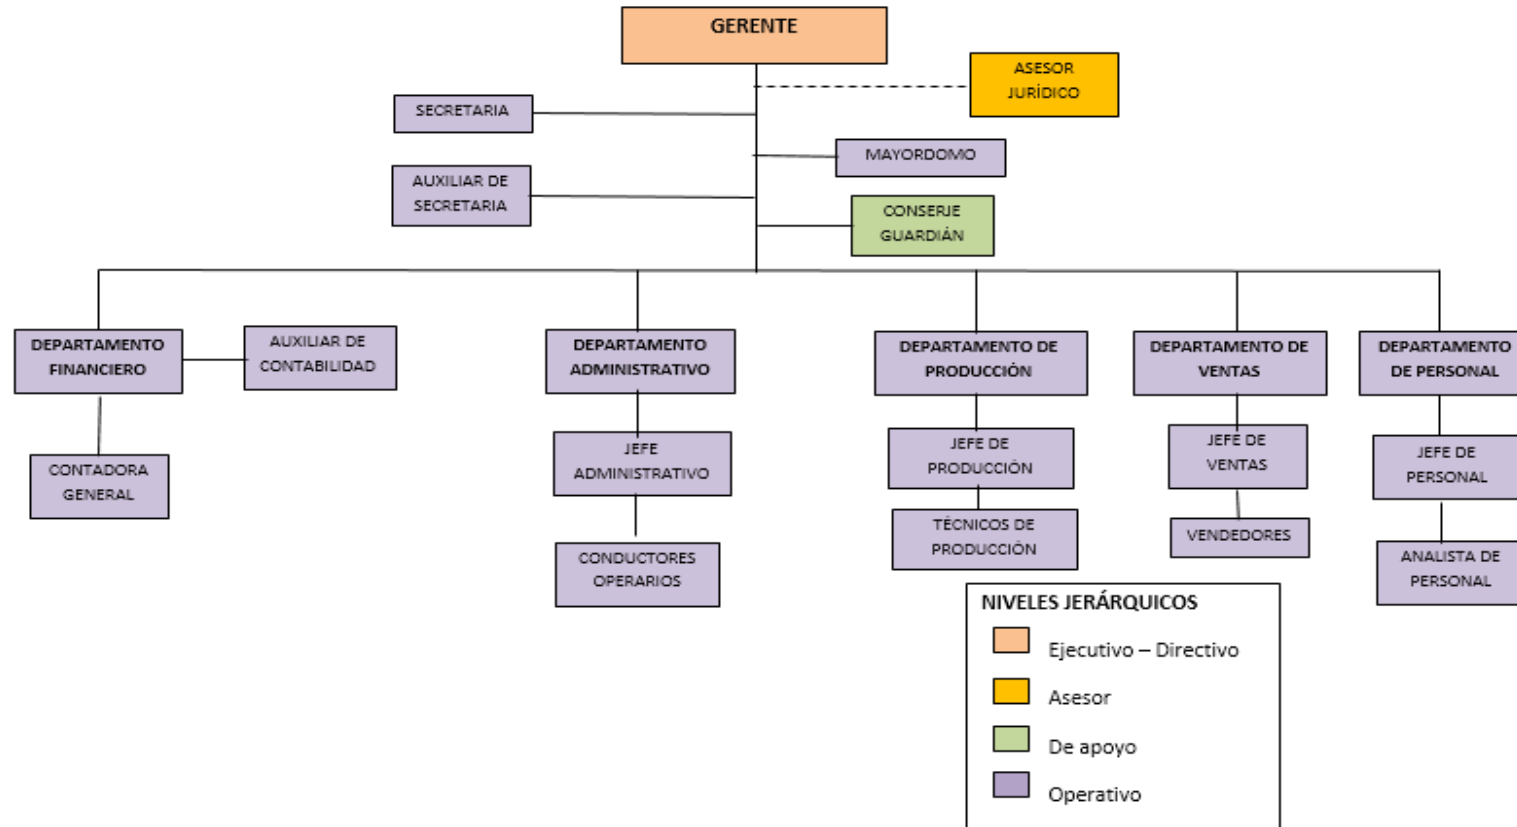 GERENTE
ASESOR
JURÍDICO
SECRETARIA
MAYORDOMO
AUXILIAR DE
SECRETARIA
CONSERJE
GUARDIÁN
DEPARTAMENTO
FINANCIERO
AUXILIAR DE
CONTABILIDAD
DEPARTAMENTO
ADMINISTRATIVO
DEPARTAMENTO DE
PRODUCCIÓN
DEPARTAMENTO DE
VENTAS
DEPARTAMENTO
DE PERSONAL
CONTADORA
GENERAL
JEFE
ADMINISTRATIVO
JEFE DE
PRODUCCIÓN
JEFE DE
VENTAS
JEFE DE
PERSONAL
CONDUCTORES
OPERARIOS
TÉCNICOS DE
PRODUCCIÓN
VENDEDORES
ANALISTA DE
PERSONAL
NIVELES JERÁRQUICOS
Ejecutivo – Directivo
Asesor
De apoyo
Operativo